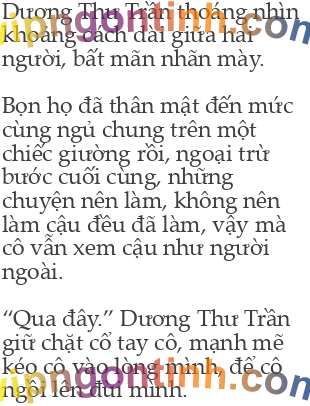 Dương Thư Trần thoáng nhìn
khoảng cách dài giữa hai
người, bất mãn nhãn mày.

Bọn họ đã thân mật đến mức
cùng ngủ chung trên một
chiếc giường rồi, ngoại trừ
bước cuối cùng, những
chuyện nên làm, không nên
làm cậu đều đã làm, vậy mà
cô vẫn xem cậu như người
ngoài.

“Qua đây.” Dương Thư Trần
giữ chặt cổ tay cô, mạnh mẽ
kéo cô vào lòng mình, để cô
ngồi lên đùi mình.
vipngontinh.com
vipngontinh.com